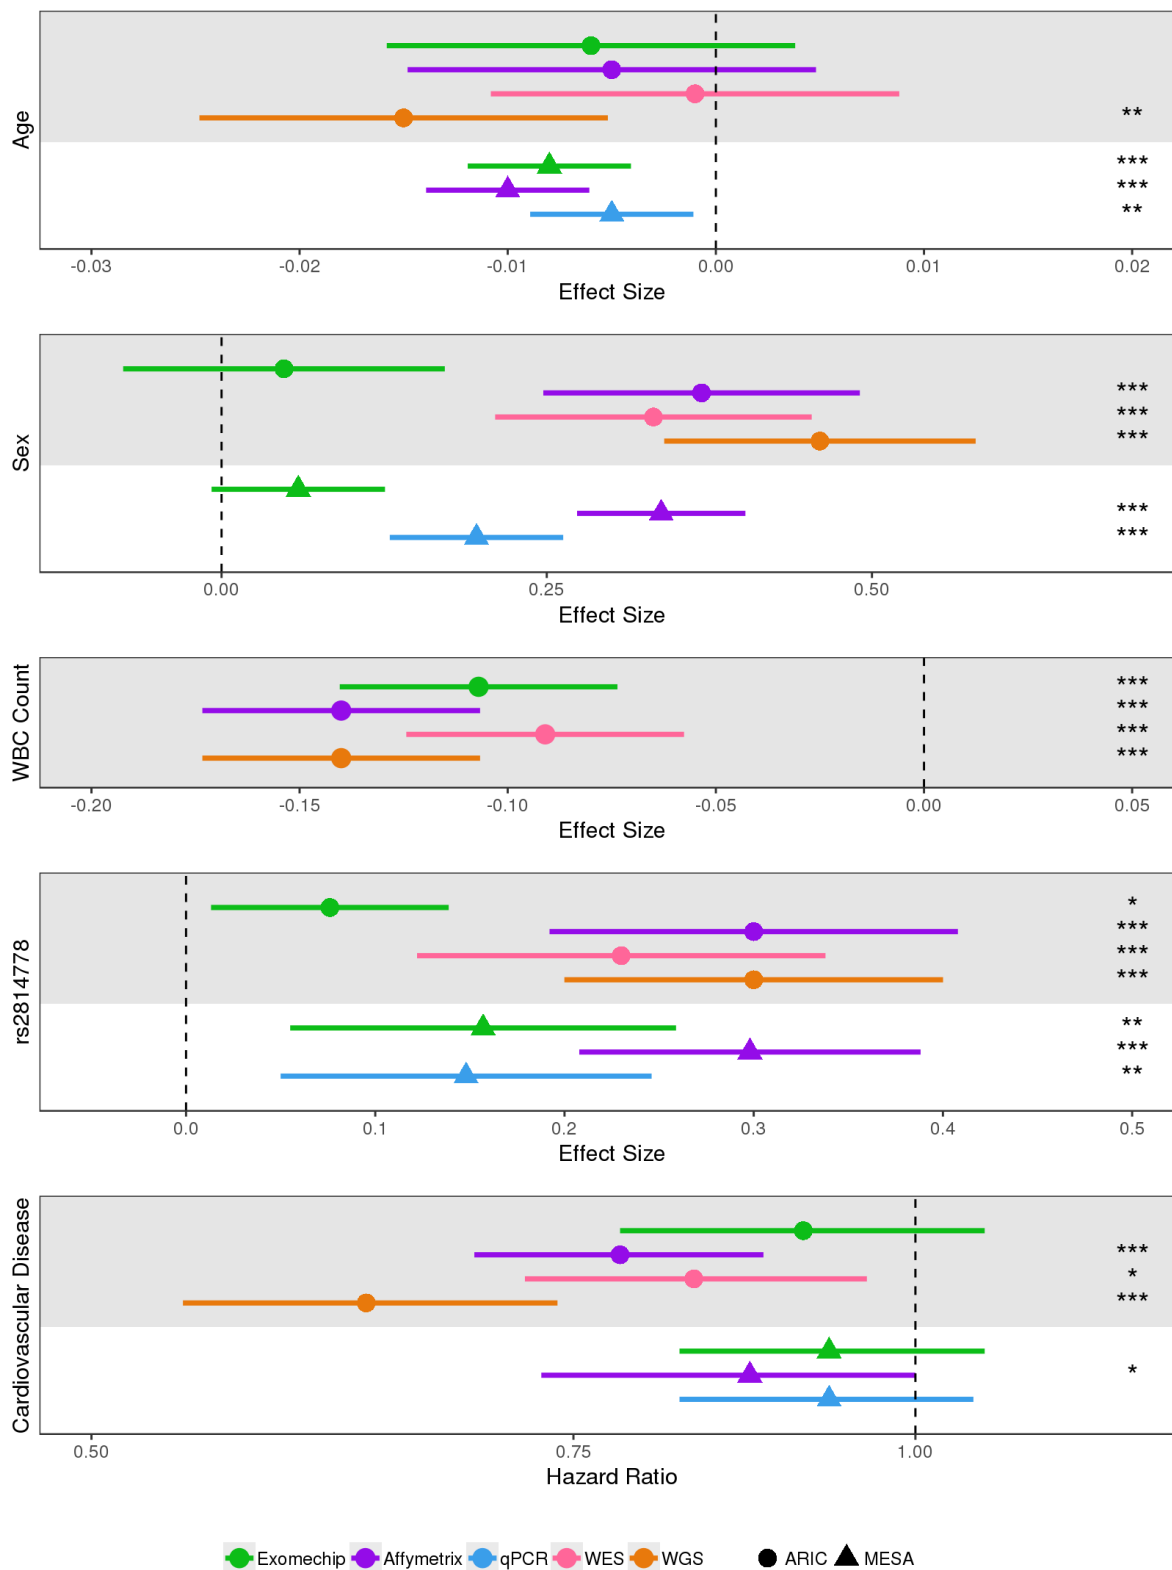 Age
**
***
***
**
-0.03 -0.02 -0.01 0.00 0.01 0.02
Effect Size
Sex
***
***
***
***
***
0.00 0.25 0.50
Effect Size
WBC Count
***
***
***
***
-0.20 -0.15 -0.10 -0.05 0.00 0.05
Effect Size
rs2814778
*
***
***
***
**
***
**
0.0 0.1 0.2 0.3 0.4 0.5
Effect Size
Cardiovascular Disease
***
*
***
*
0.50 0.75 1.00
Hazard Ratio
Exomechip Affymetrix qPCR WES WGS ARIC MESA